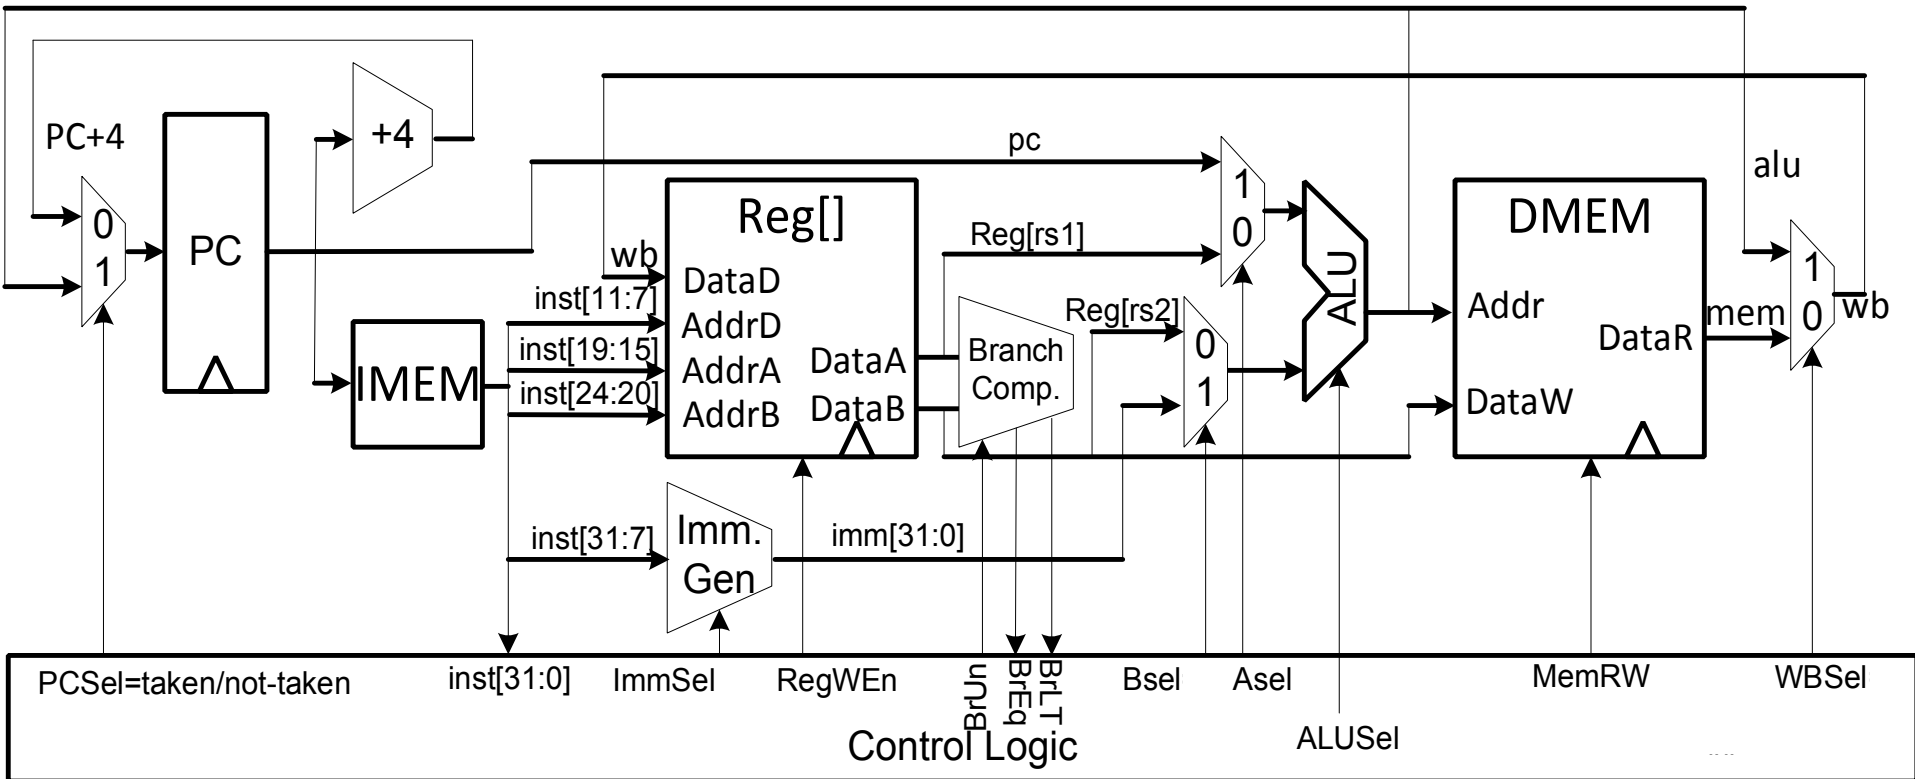 PC+4
+4
pc
alu
0
1
PC
Reg[]
wb
DataD
inst[11:7]
AddrD
inst[19:15]
AddrA
inst[24:20]
AddrB
DataA
DataB
Reg[rs1]
Branch
Comp.
Reg[rs2]
1
0
0
1
ALU
DMEM
Addr
DataR
DataW
mem
1
0
wb
IMEM
inst[31:7]
Imm.
Gen
imm[31:0]
PCSel=taken/not-taken
inst[31:0]
ImmSel
RegWEn
BrUn
BrEq
BrLT
Bsel
Asel
ALUSel
MemRW
WBSel
Control Logic